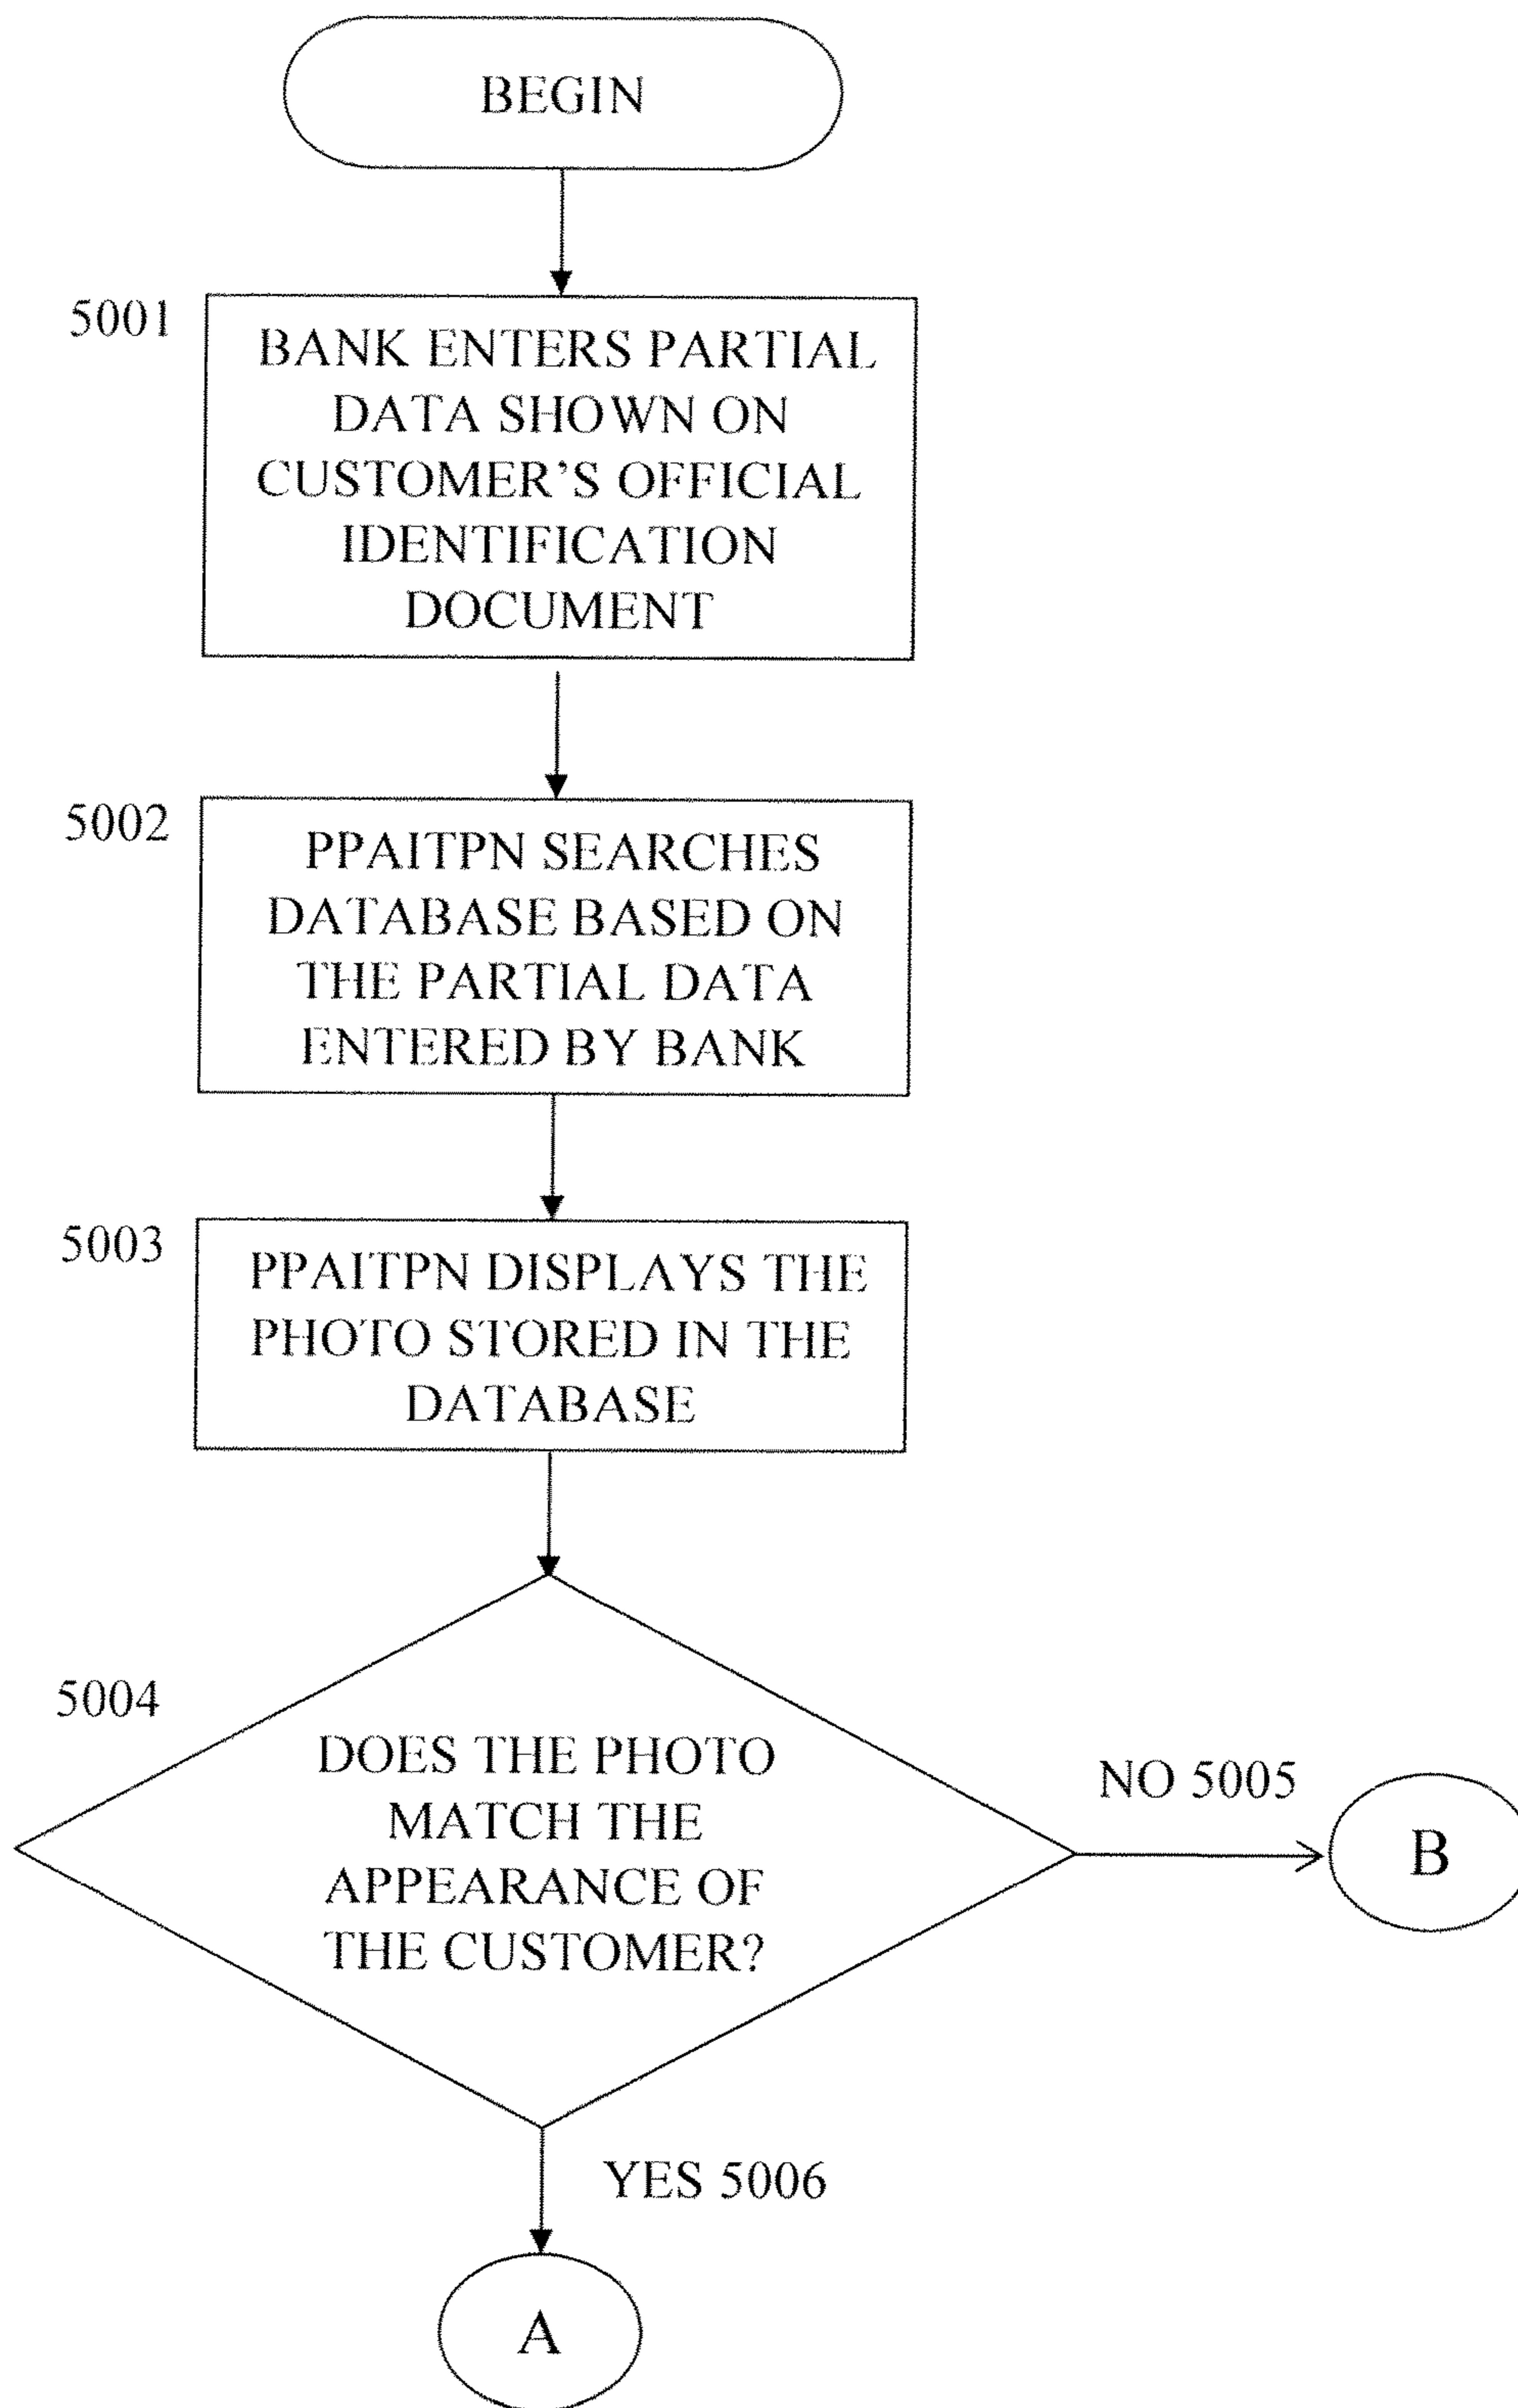 BEGIN
5001
BANK ENTERS PARTIAL
DATA SHOWN ON
CUSTOMER’S OFFICIAL
IDENTIFICATION
DOCUMENT
5002
PPAITPN SEARCHES
DATABASE BASED ON
THE PARTIAL DATA
ENTERED BY BANK
5003
PPAITPN DISPLAYS THE
PHOTO STORED IN THE
DATABASE
5004
DOES THE PHOTO
MATCH THE
APPEARANCE OF
THE CUSTOMER?
NO 5005
B
YES 5006
A